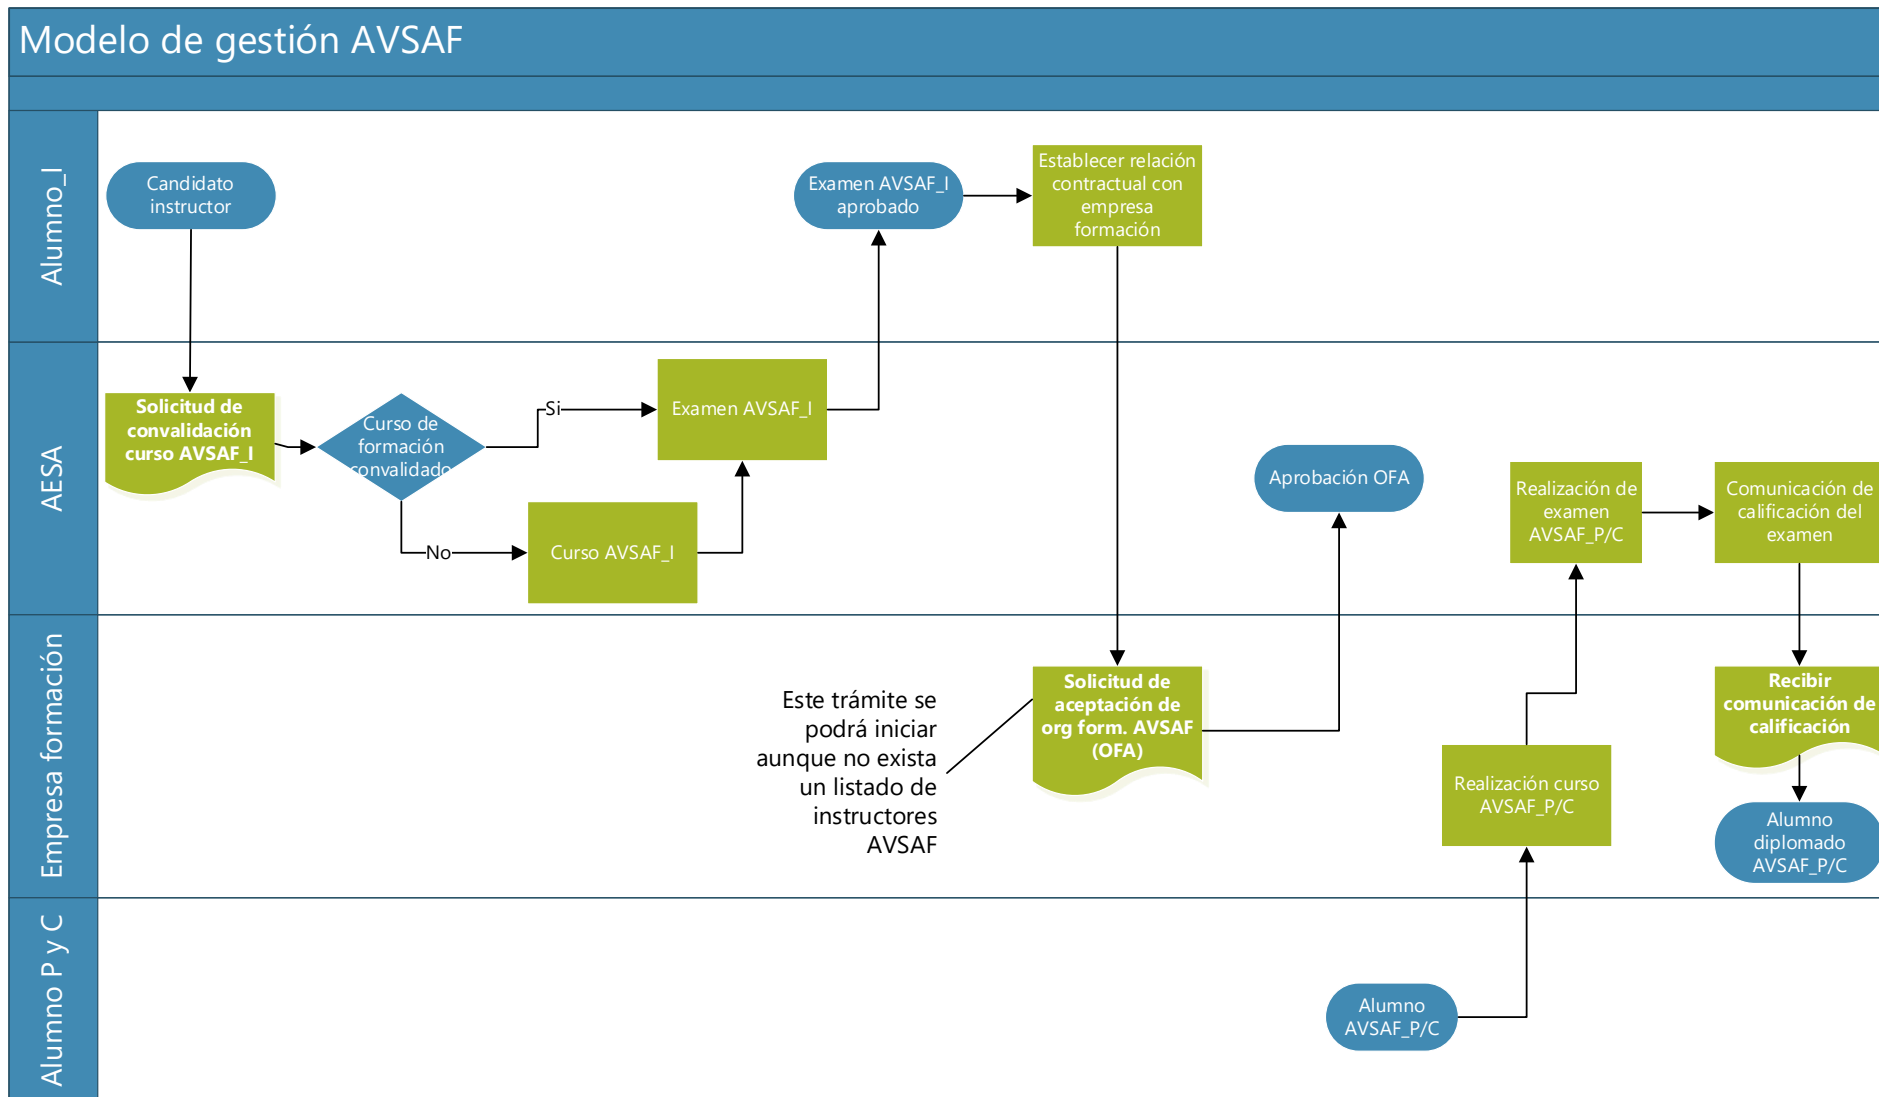 Modelo de gestión AVSAF
Alumno_I
Candidato
instructor
Examen AVSAF_I
aprobado
Establecer relación
contractual con
empresa
formación
AESA
Solicitud de
convalidación
curso AVSAF_I
Curso de
formación
convalidado
Si
No
Examen AVSAF_I
Curso AVSAF_I
Aprobación OFA
Realización de
examen
AVSAF_P/C
Comunicación de
calificación del
examen
Empresa formación
Este trámite se
podrá iniciar
aunque no exista
un listado de
instructores
AVSAF
Solicitud de
aceptación de
org form. AVSAF
(OFA)
Realización curso
AVSAF_P/C
Recibir
comunicación de
calificación
Alumno
diplomado
AVSAF_P/C
Alumno P y C
Alumno
AVSAF_P/C